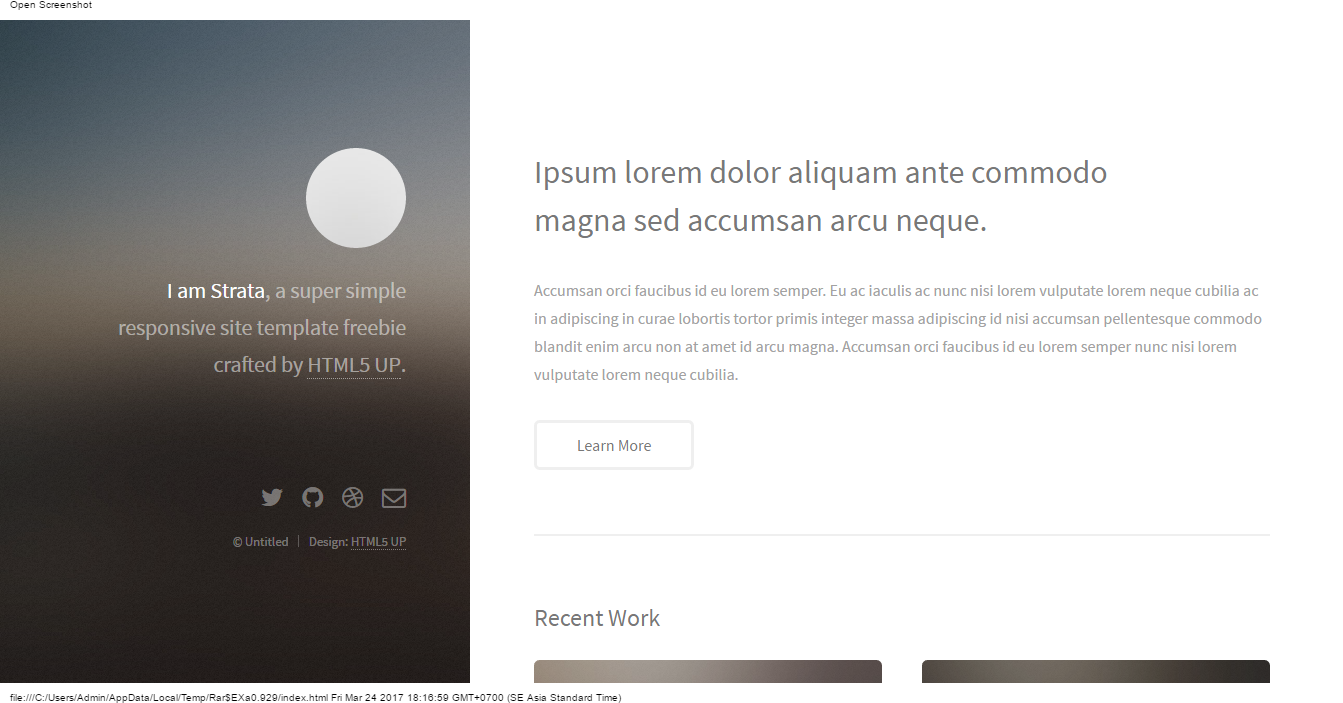 Open Screenshot
I am Strata, a super simple
responsive site template freebie
crafted by HTML5 UP.
© Untitled | Design: HTML5 UP
Ipsum lorem dolor aliquam ante commodo
magna sed accumsan arcu neque.
Accumsan orci faucibus id eu lorem semper. Eu ac iaculis ac nunc nisi lorem vulputate lorem neque cubilia ac
in adipiscing in curae lobortis tortor primis integer massa adipiscing id nisi accumsan pellentesque commodo
blandit enim arcu non at amet id arcu magna. Accumsan orci faucibus id eu lorem semper nunc nisi lorem
vulputate lorem neque cubilia.
Learn More
Recent Work
file:///C:/Users/Admin/AppData/Local/Temp/Rar$EXa0.929/index.html Fri Mar 24 2017 18:16:59 GMT+0700 (SE Asia Standard Time)